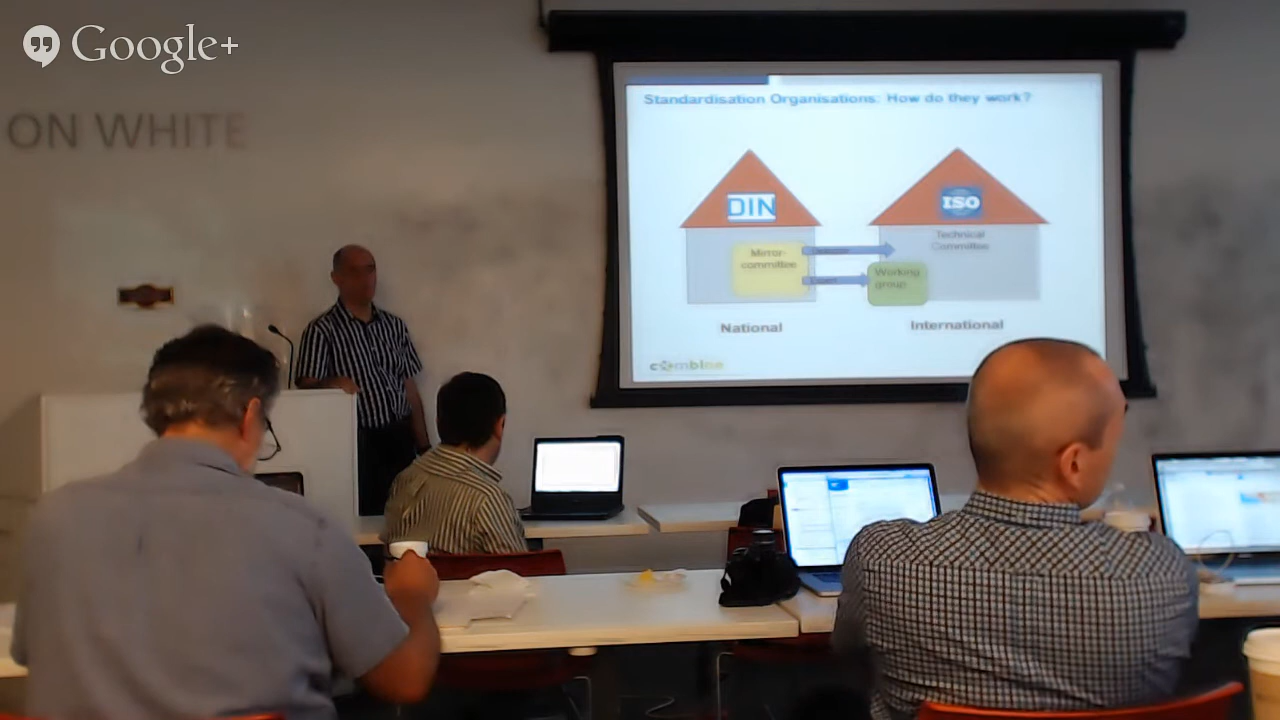 Google+
ON WHITE
Standardisation Organisations: How do they work?
DIN
ISO
Technical
Committee
Mirror-
committee
Working
group
National
International
combine